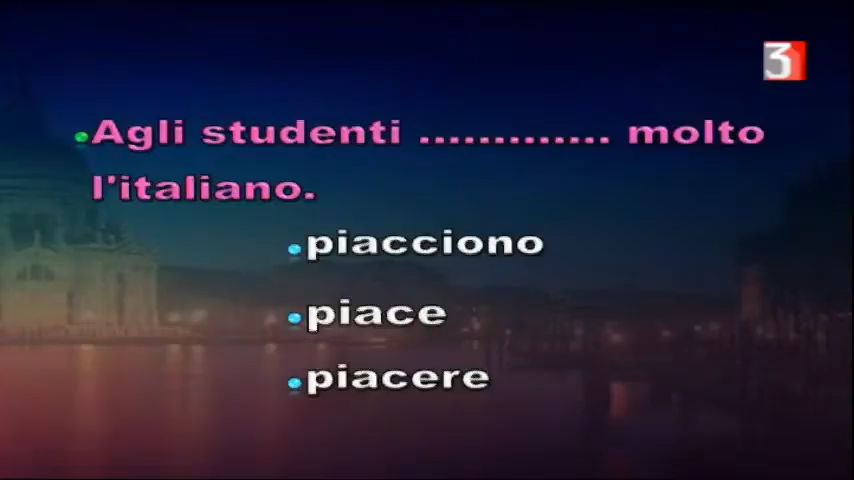 3
Agli studenti ............. molto
l'italiano.
piacciono
piace
piacere